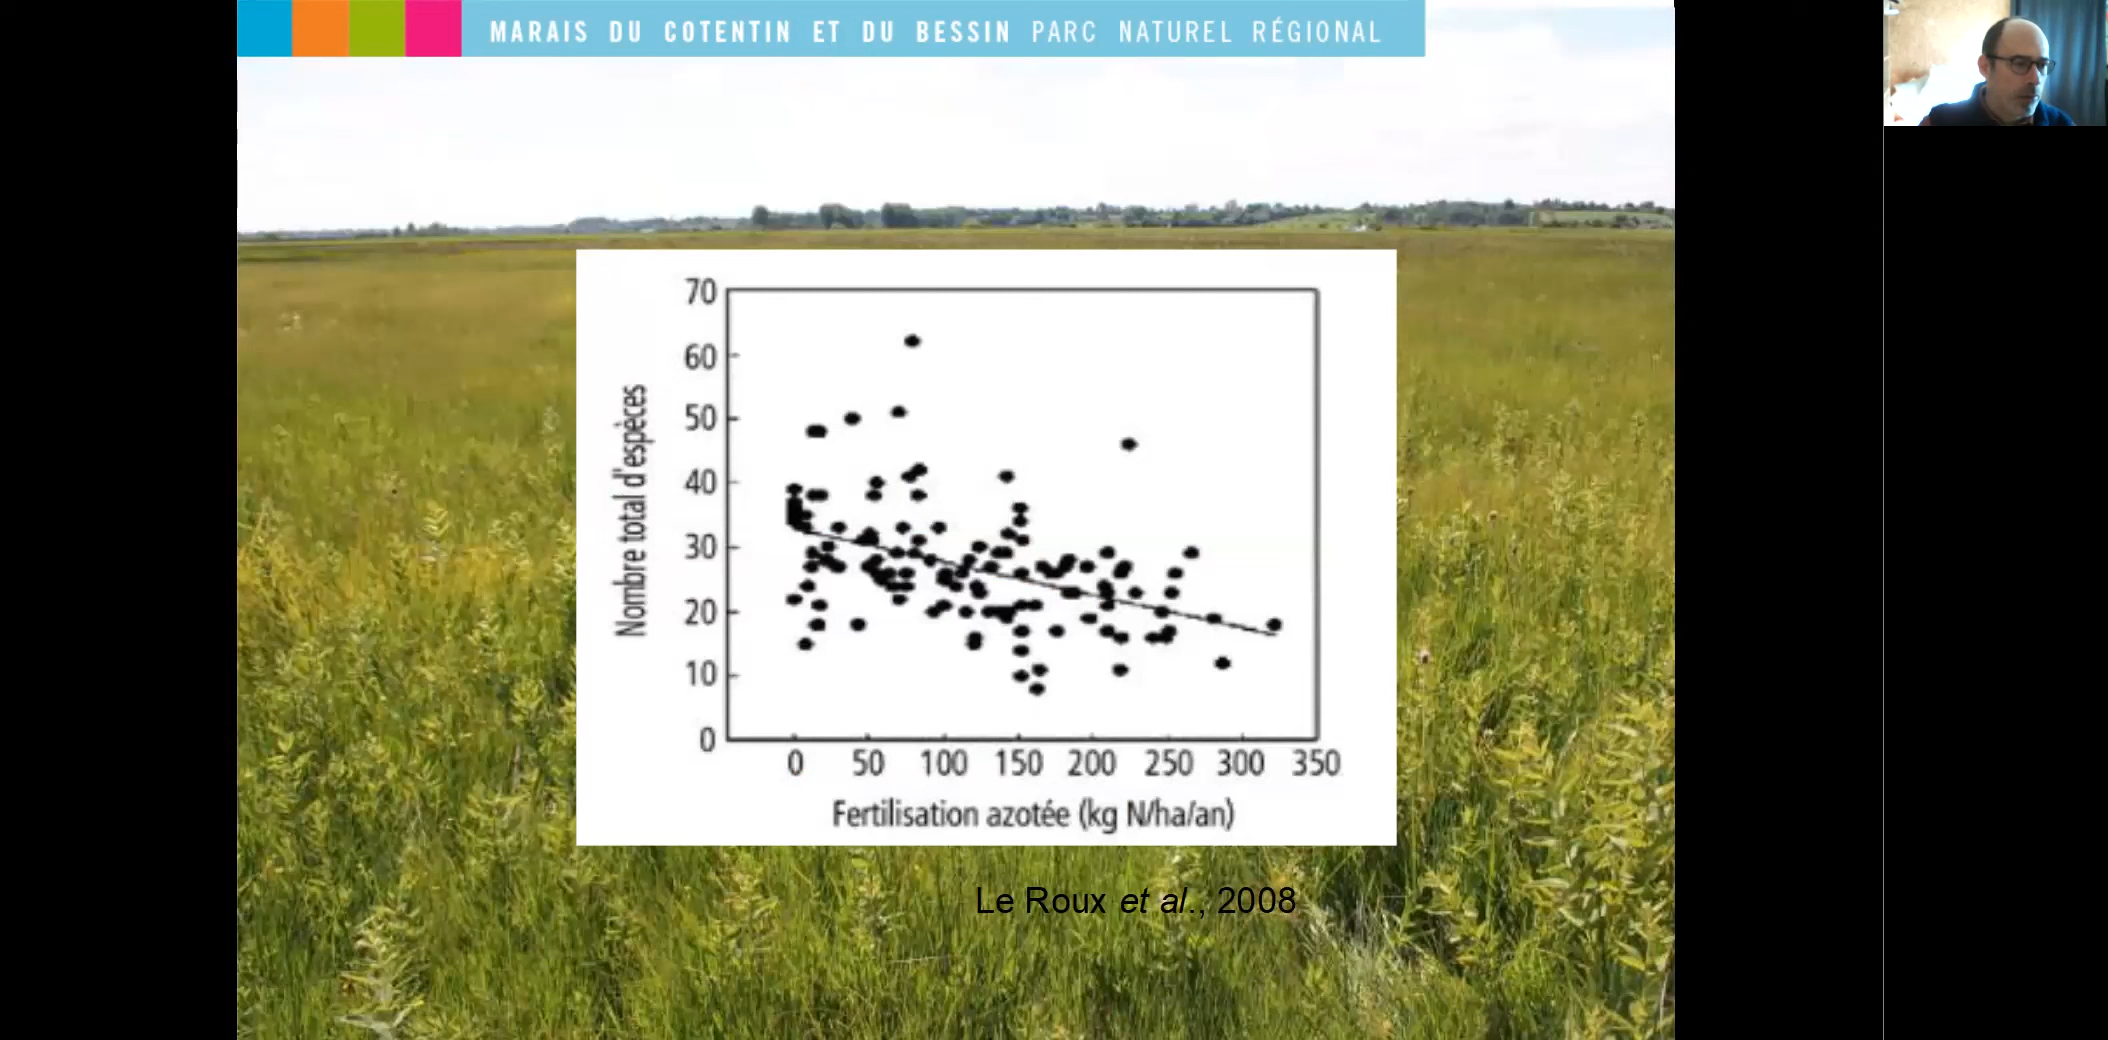 MARAIS DU COTENTIN ET DU BESSIN PARC NATUREL RÉGIONAL
70
60
50
40
30
20
10
0
Nombre total d'espèces
0 50 100 150 200 250 300 350
Fertilisation azotée (kg N/ha/an)
Le Roux et al., 2008